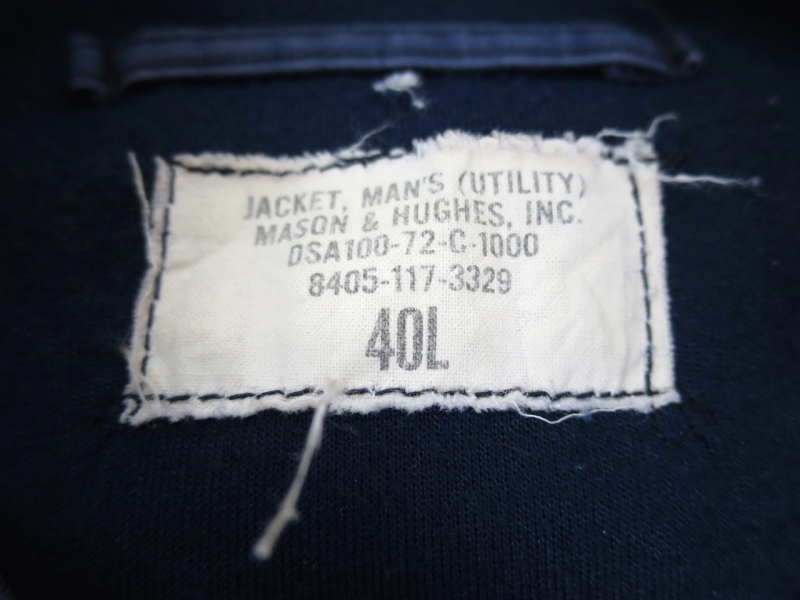 JACKET, MAN'S (UTILITY)
MASON & HUGHES, INC.
DSA100-72-C-1000
8405-117-3329
40L